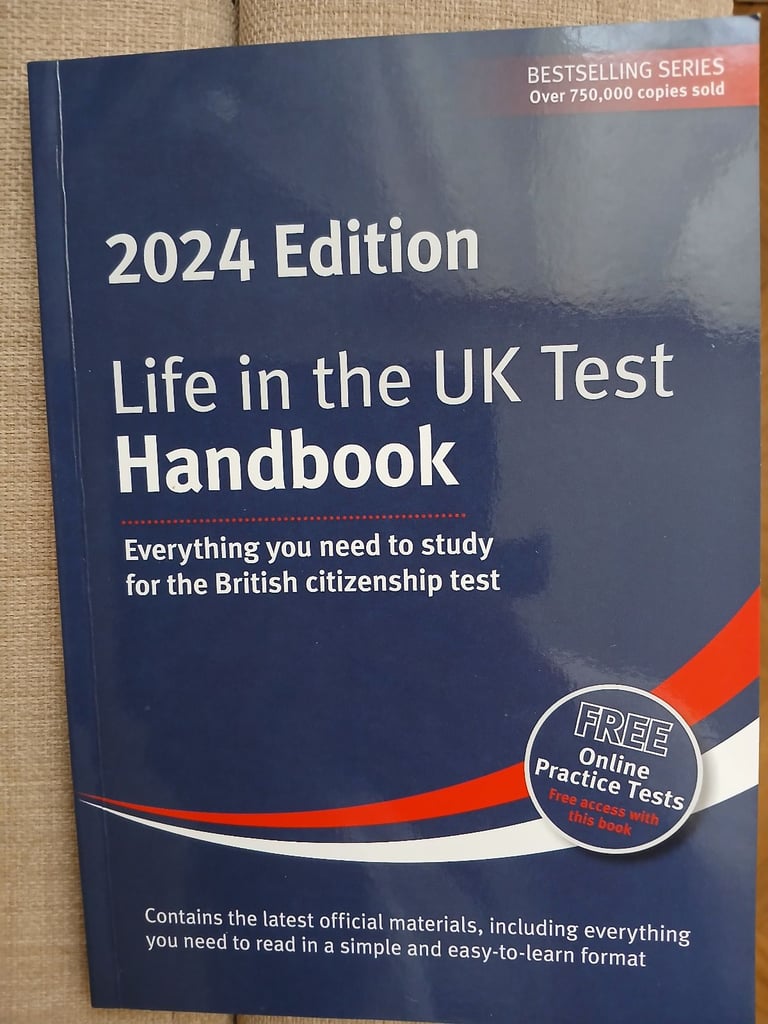 BESTSELLING SERIES
Over 750,000 copies sold
2024 Edition
Life in the UK Test
Handbook
Everything you need to study
for the British citizenship test
FREE
Online
Practice Tests
Free access with
this book
Contains the latest official materials, including everything
you need to read in a simple and easy-to-learn format